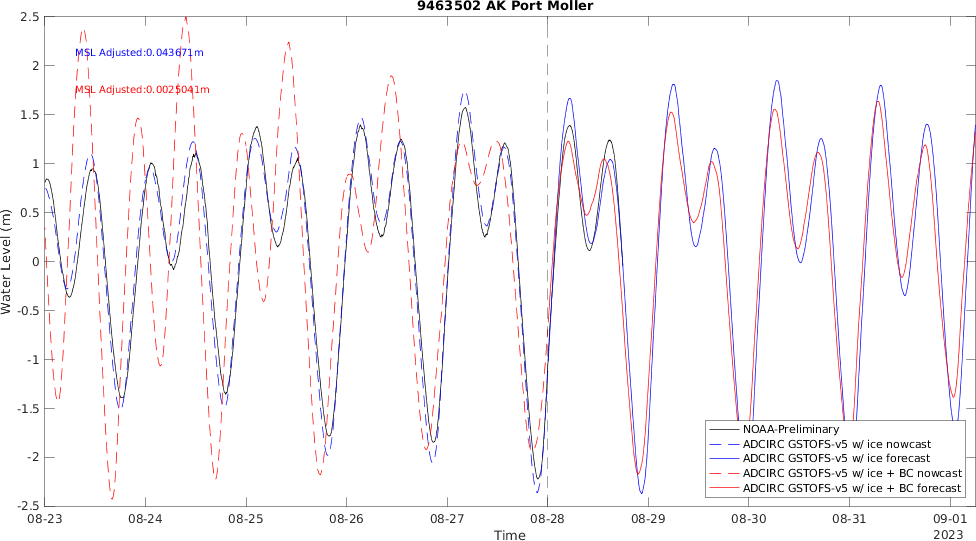 9463502 AK Port Moller
MSL Adjusted:0.043671m
MSL Adjusted:0.0025041m
Water Level (m)
2.5
2
1.5
1
0.5
0
-0.5
-1
-1.5
-2
-2.5
NOAA-Preliminary
ADCIRC GSTOFS-v5 w/ ice nowcast
ADCIRC GSTOFS-v5 w/ ice forecast
ADCIRC GSTOFS-v5 w/ ice + BC nowcast
ADCIRC GSTOFS-v5 w/ ice + BC forecast
08-23 08-24 08-25 08-26 08-27 08-28 08-29 08-30 08-31 09-01
Time
2023